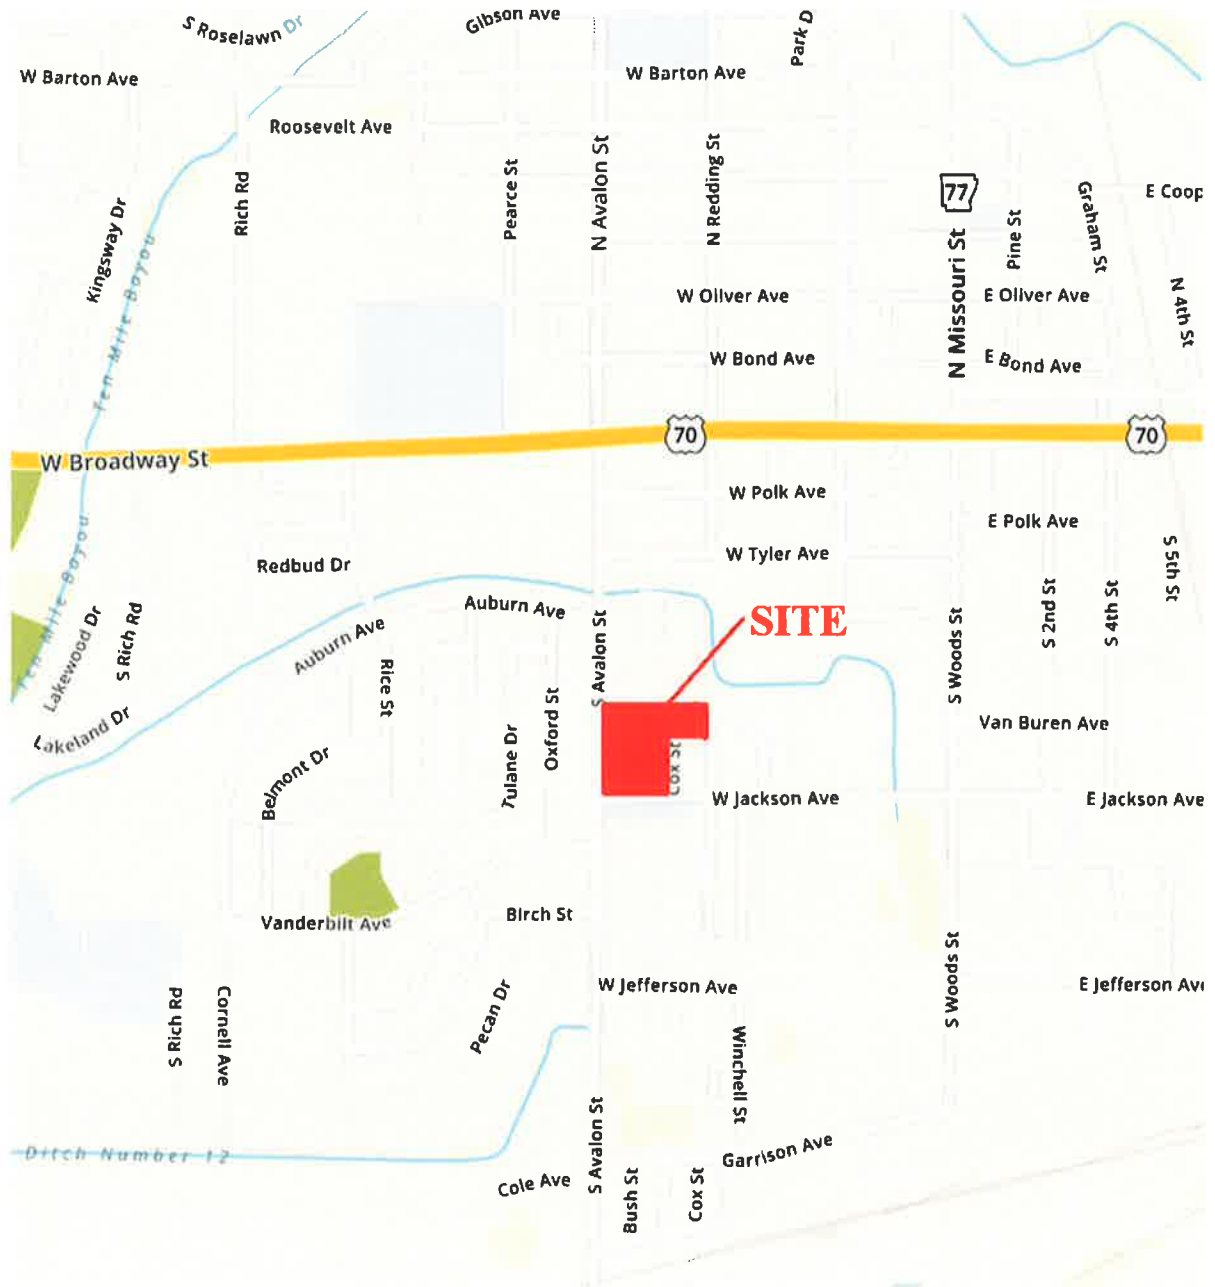 S Roselawn Dr
Gibson Ave
Park D
W Barton Ave
W Barton Ave
Roosevelt Ave
Rich Rd
Pearce St
N Avalon St
N Redding St
77
Graham St
E Coop
Kingsway Dr
Ten Mile Bayou
N Missouri St
Pine St
W Oliver Ave
E Oliver Ave
N 4th St
W Bond Ave
E Bond Ave
70
70
W Broadway St
W Polk Ave
E Polk Ave
W Tyler Ave
Redbud Dr
S 5th St
Ten Mile Bayou
Auburn Ave
Auburn Ave
S Avalon St
SITE
S Woods St
S 2nd St
S 4th St
Lakewood Dr
S Rich Rd
Rice St
Lakeland Dr
Oxford St
Van Buren Ave
Tulane Dr
Belmont Dr
Cox St
W Jackson Ave
E Jackson Ave
Vanderbilt Ave
Birch St
S Woods St
W Jefferson Ave
E Jefferson Ave
S Rich Rd
Cornell Ave
Pecan Dr
Winchell St
Ditch Number 12
S Avalon St
Garrison Ave
Cole Ave
Bush St
Cox St